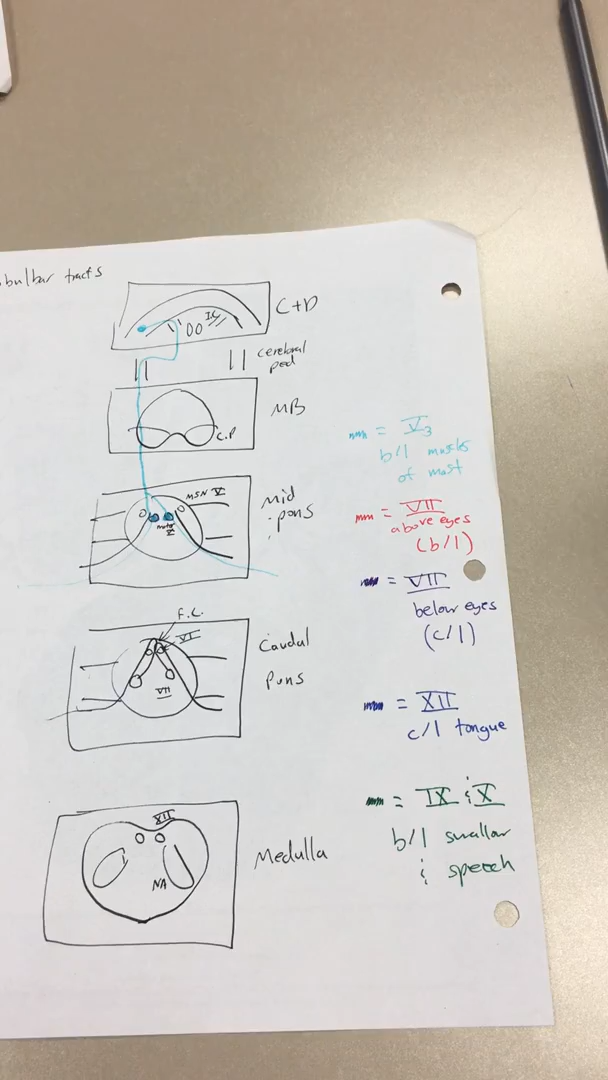 bulbar tracts
C+D
IC
cerebral
ped
MB
C.P
MSN V
Mid
pons
motor
V
= V3
b/l muscles
of mast
= VII
above eyes
(b/l)
= VII
below eyes
(c/l)
F.C.
VI
VII
Caudal
pons
= XII
c/l tongue
= IX & X
b/l swallow
& speech
XII
NA
Medulla